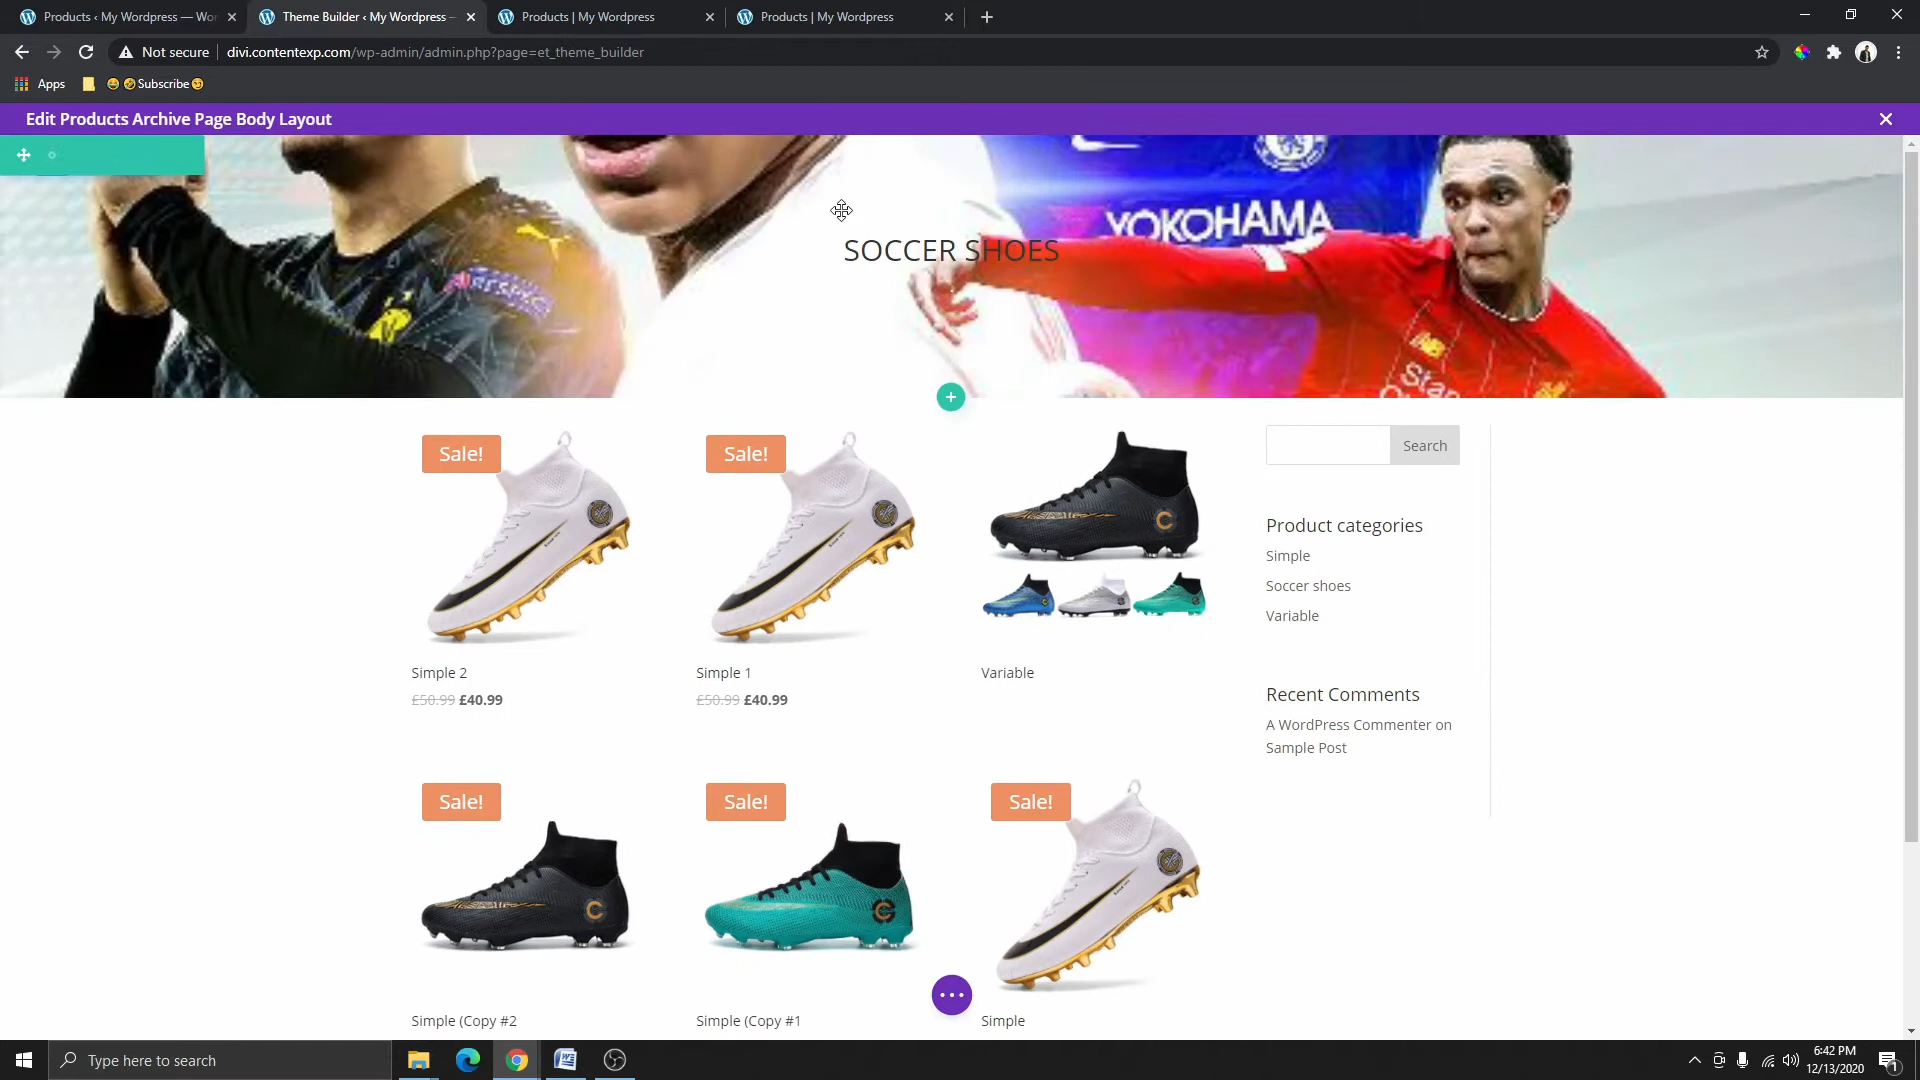 Products ‹ My Wordpress — Wor
Theme Builder ‹ My Wordpress —
Products | My Wordpress
Products | My Wordpress
Not secure
divi.contentexp.com/wp-admin/admin.php?page=et_theme_builder
Apps
😂🤣Subscribe😏
Edit Products Archive Page Body Layout
YOKOHAMA
SOCCER SHOES
Stan
Sale!
Sale!
Search
Product categories
Simple
Soccer shoes
Variable
Simple 2
Simple 1
Variable
£50.99 £40.99
£50.99 £40.99
Recent Comments
A WordPress Commenter on
Sample Post
Sale!
Sale!
Sale!
Simple (Copy #2
Simple (Copy #1
Simple
Type here to search
6:42 PM
12/13/2020
1